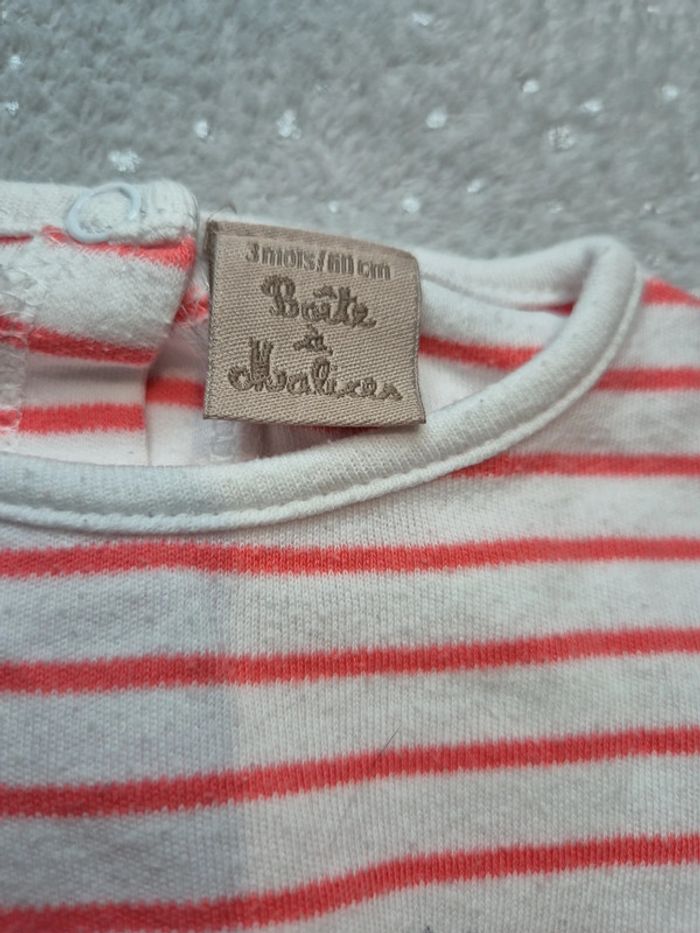 3 mois / 60 cm
Boîte
à
Malices